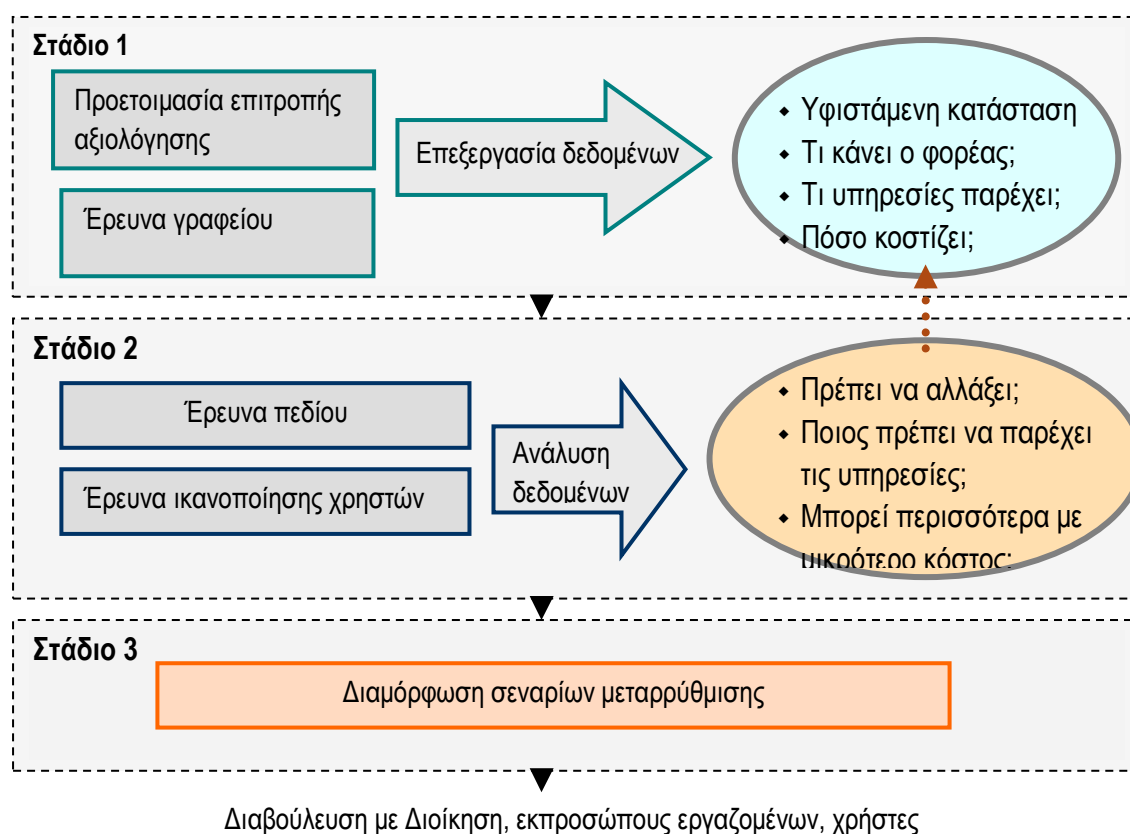 Στάδιο 1
Προετοιμασία επιτροπής
αξιολόγησης
Έρευνα γραφείου
Επεξεργασία δεδομένων
Υφιστάμενη κατάσταση
Τι κάνει ο φορέας;
Τι υπηρεσίες παρέχει;
Πόσο κοστίζει;
Στάδιο 2
Έρευνα πεδίου
Έρευνα ικανοποίησης χρηστών
Ανάλυση
δεδομένων
Πρέπει να αλλάξει;
Ποιος πρέπει να παρέχει
τις υπηρεσίες;
Μπορεί περισσότερα με
μικρότερο κόστος;
Στάδιο 3
Διαμόρφωση σεναρίων μεταρρύθμισης
Διαβούλευση με Διοίκηση, εκπροσώπους εργαζομένων, χρήστες